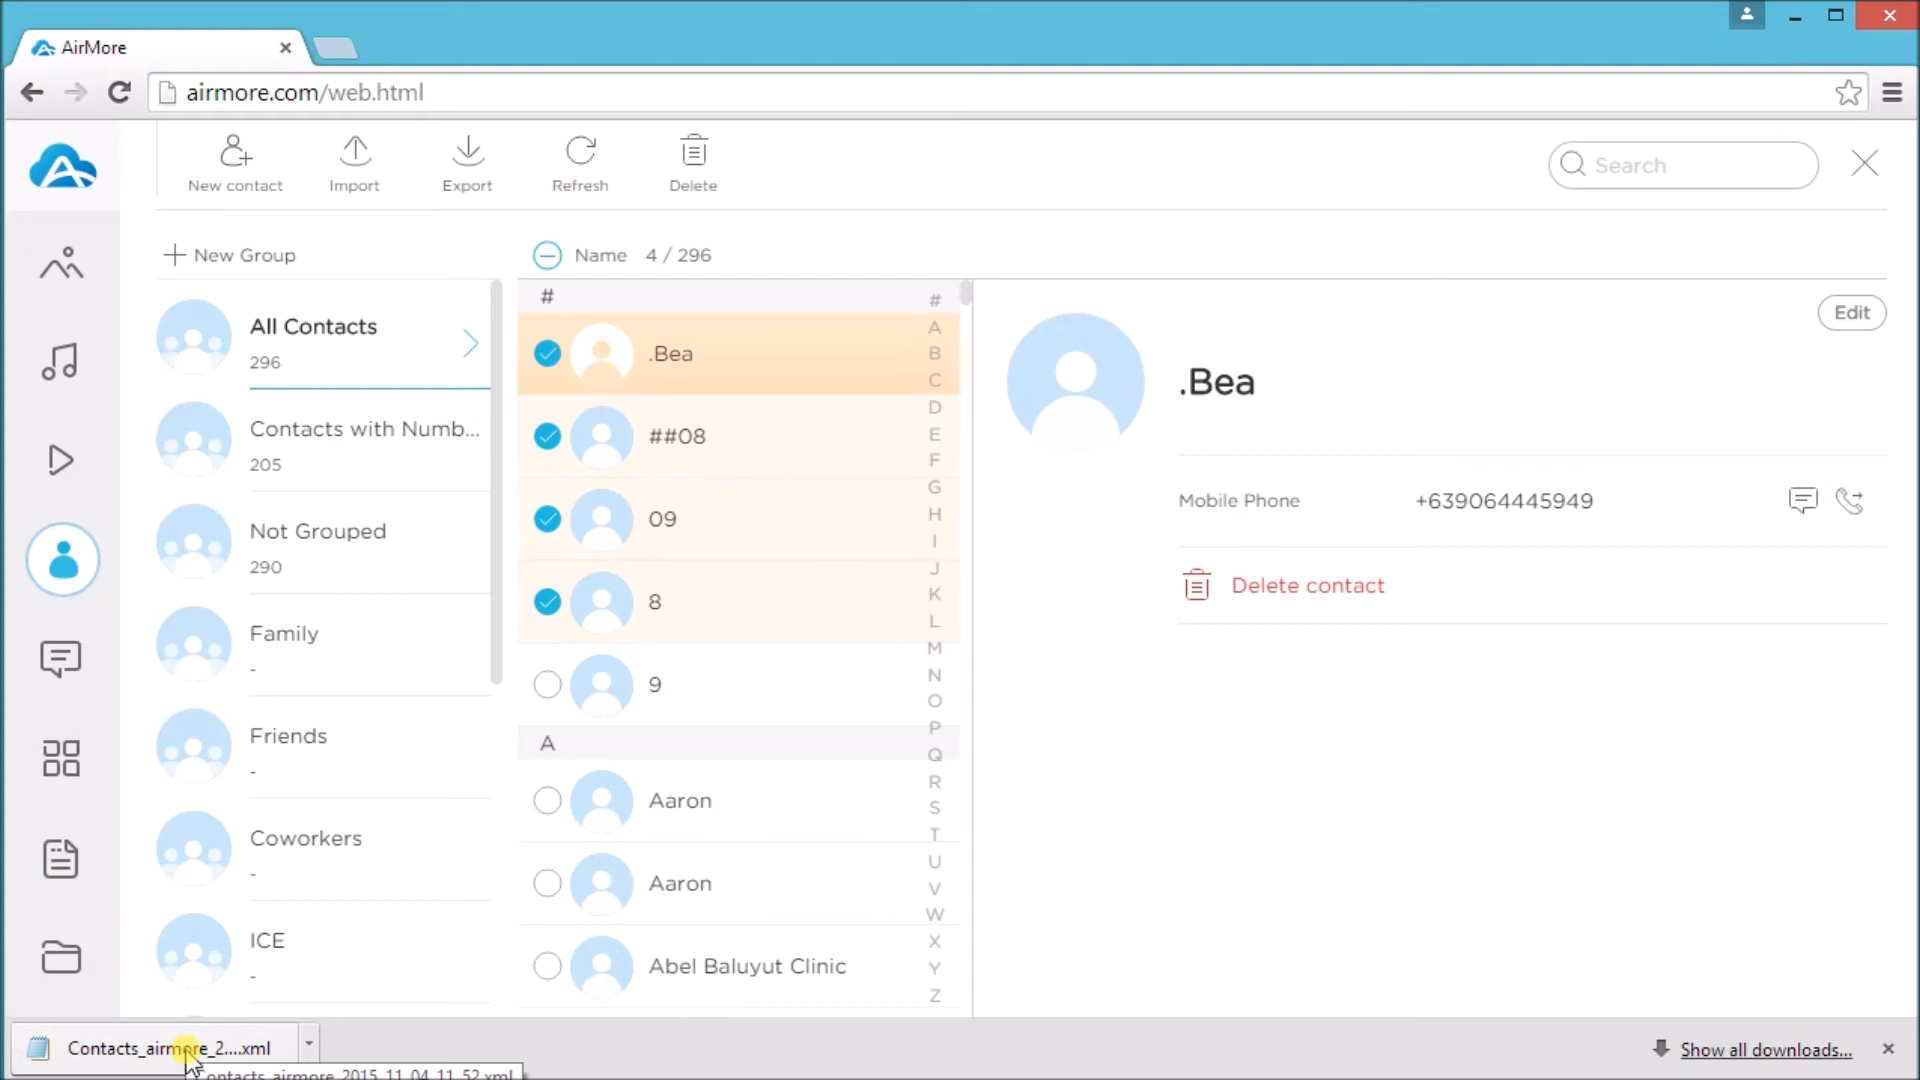 AirMore
airmore.com/web.html
New contact
Import
Export
Refresh
Delete
Search
New Group
Name 4 / 296
All Contacts
296
Contacts with Numb...
205
Not Grouped
290
Family
-
Friends
-
Coworkers
-
ICE
-
#
.Bea
##08
09
8
9
A
Aaron
Aaron
Abel Baluyut Clinic
#
A
B
C
D
E
F
G
H
I
J
K
L
M
N
O
P
Q
R
S
T
U
V
W
X
Y
Z
Edit
.Bea
Mobile Phone +639064445949
Delete contact
Contacts_airmore_2....xml
ontacts_airmore_2015_11_04_11_52.xml
Show all downloads...